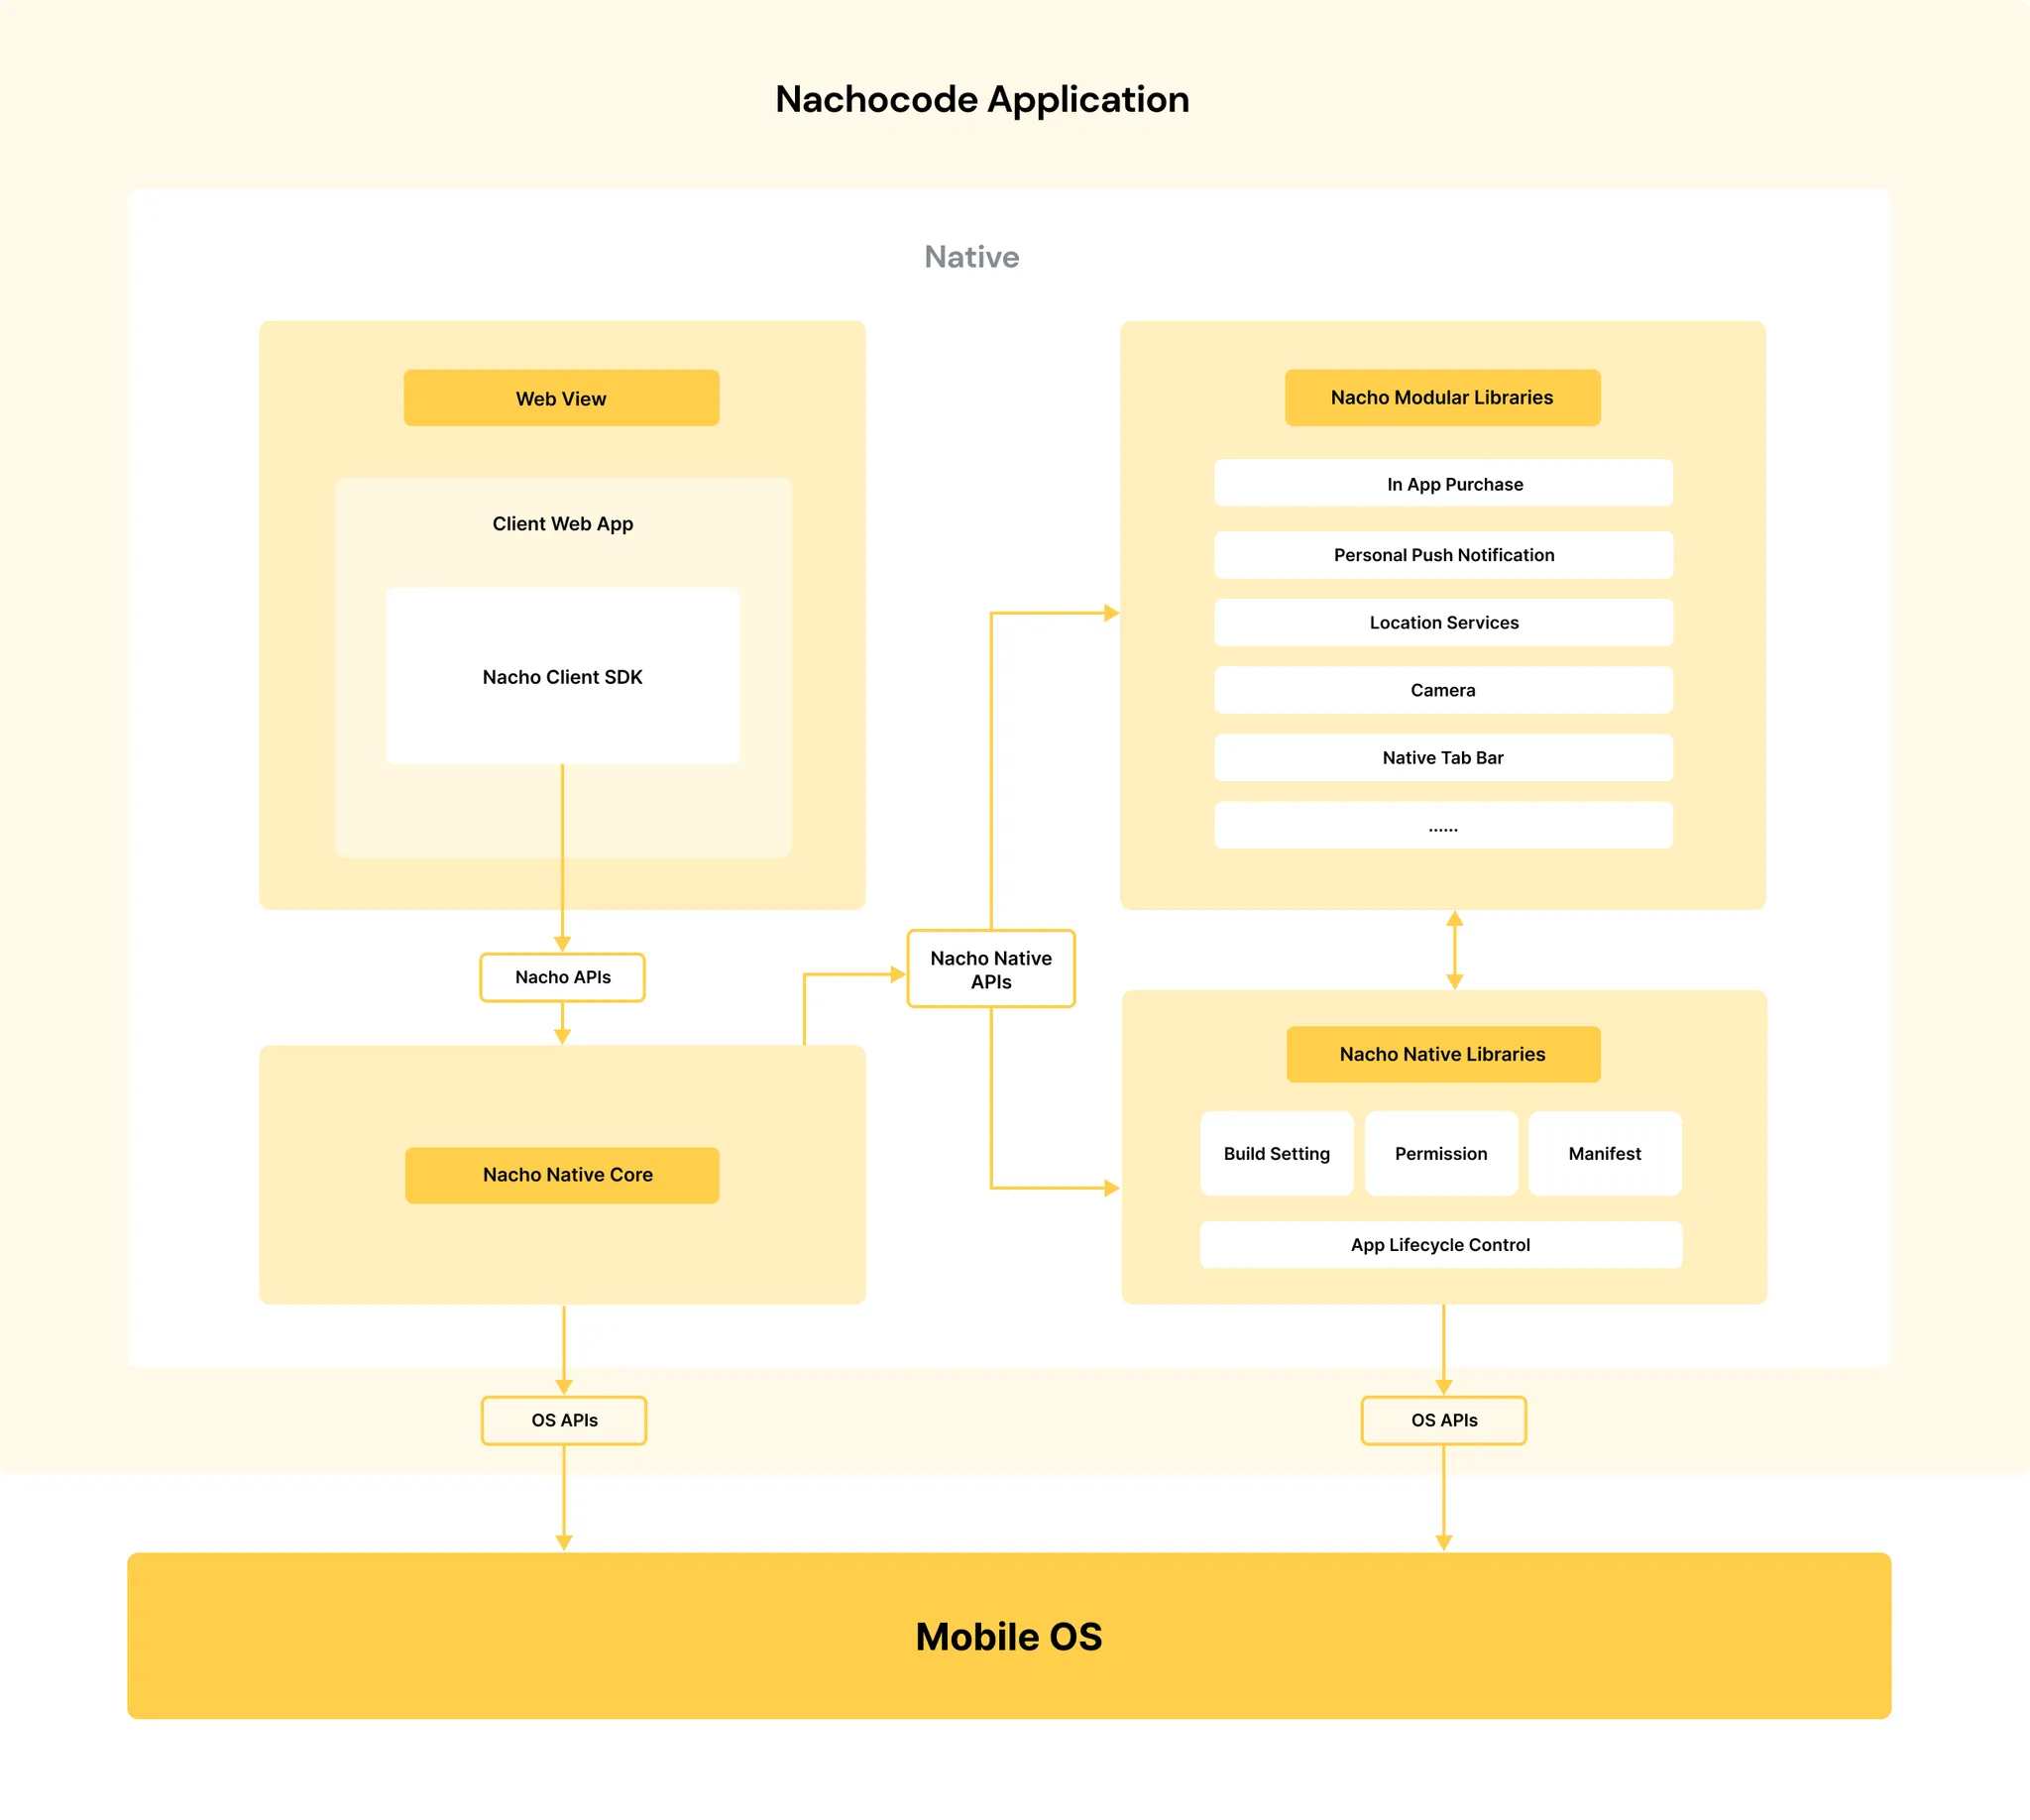 Nachocode Application
Native
Web View
Client Web App
Nacho Client SDK
Nacho APIs
Nacho Native Core
Nacho Native
APIs
Nacho Modular Libraries
In App Purchase
Personal Push Notification
Location Services
Camera
Native Tab Bar
......
Nacho Native Libraries
Build Setting
Permission
Manifest
App Lifecycle Control
OS APIs
OS APIs
Mobile OS